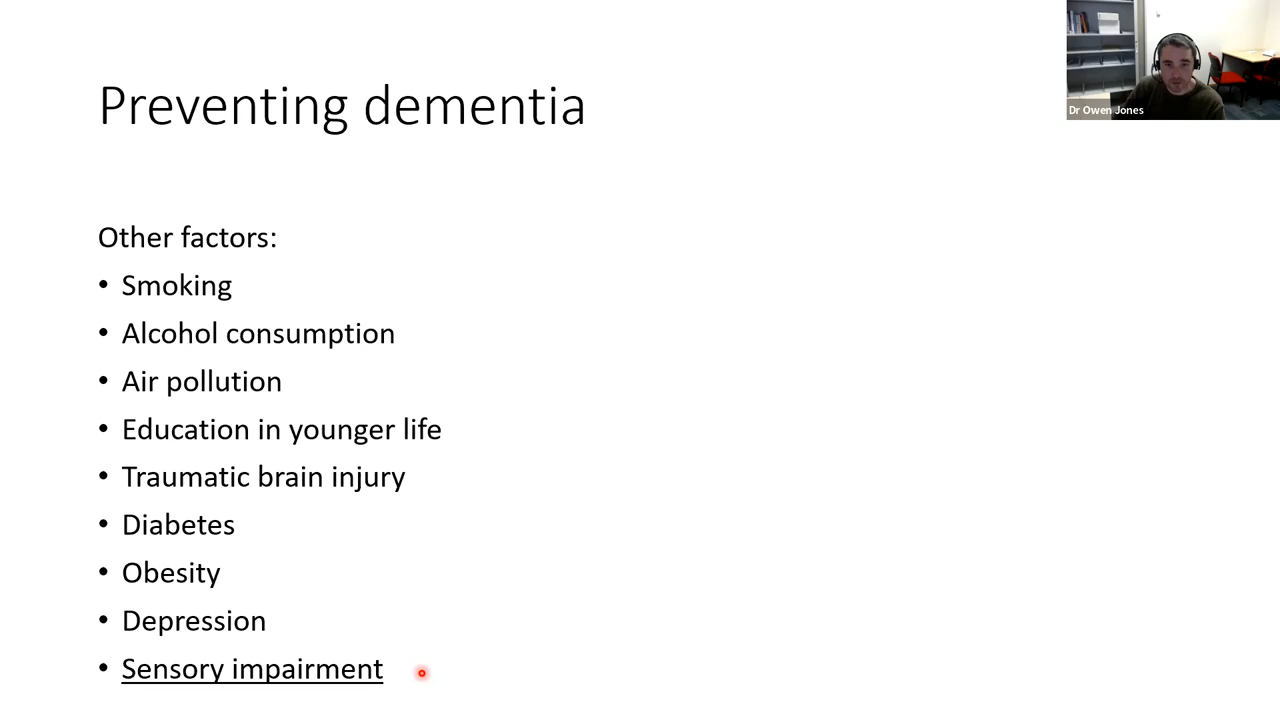 Preventing dementia
Dr Owen Jones
Other factors:
• Smoking
• Alcohol consumption
• Air pollution
• Education in younger life
• Traumatic brain injury
• Diabetes
• Obesity
• Depression
• Sensory impairment